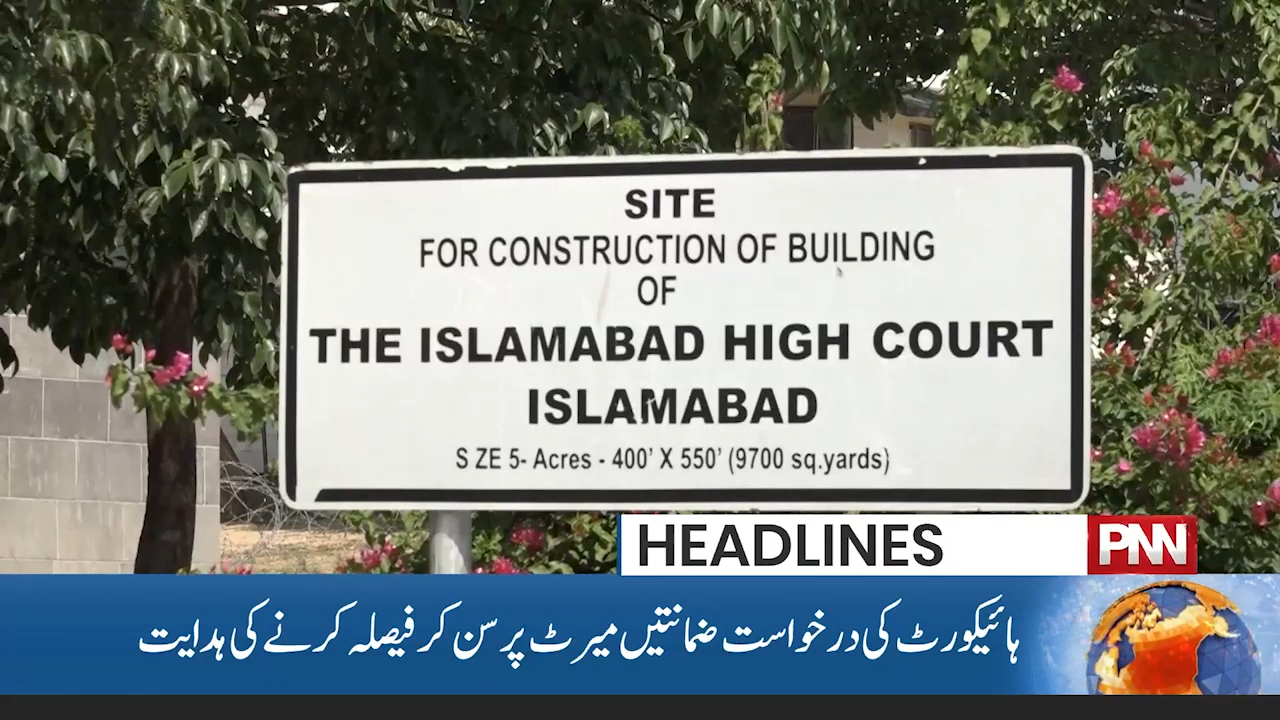 SITE
FOR CONSTRUCTION OF BUILDING
OF
THE ISLAMABAD HIGH COURT
ISLAMABAD
S ZE 5- Acres - 400' X 550' (9700 sq.yards)
HEADLINES
PNN
ہائیکورٹ کی درخواست ضمانتیں میرٹ پر سن کر فیصلہ کرنے کی ہدایت